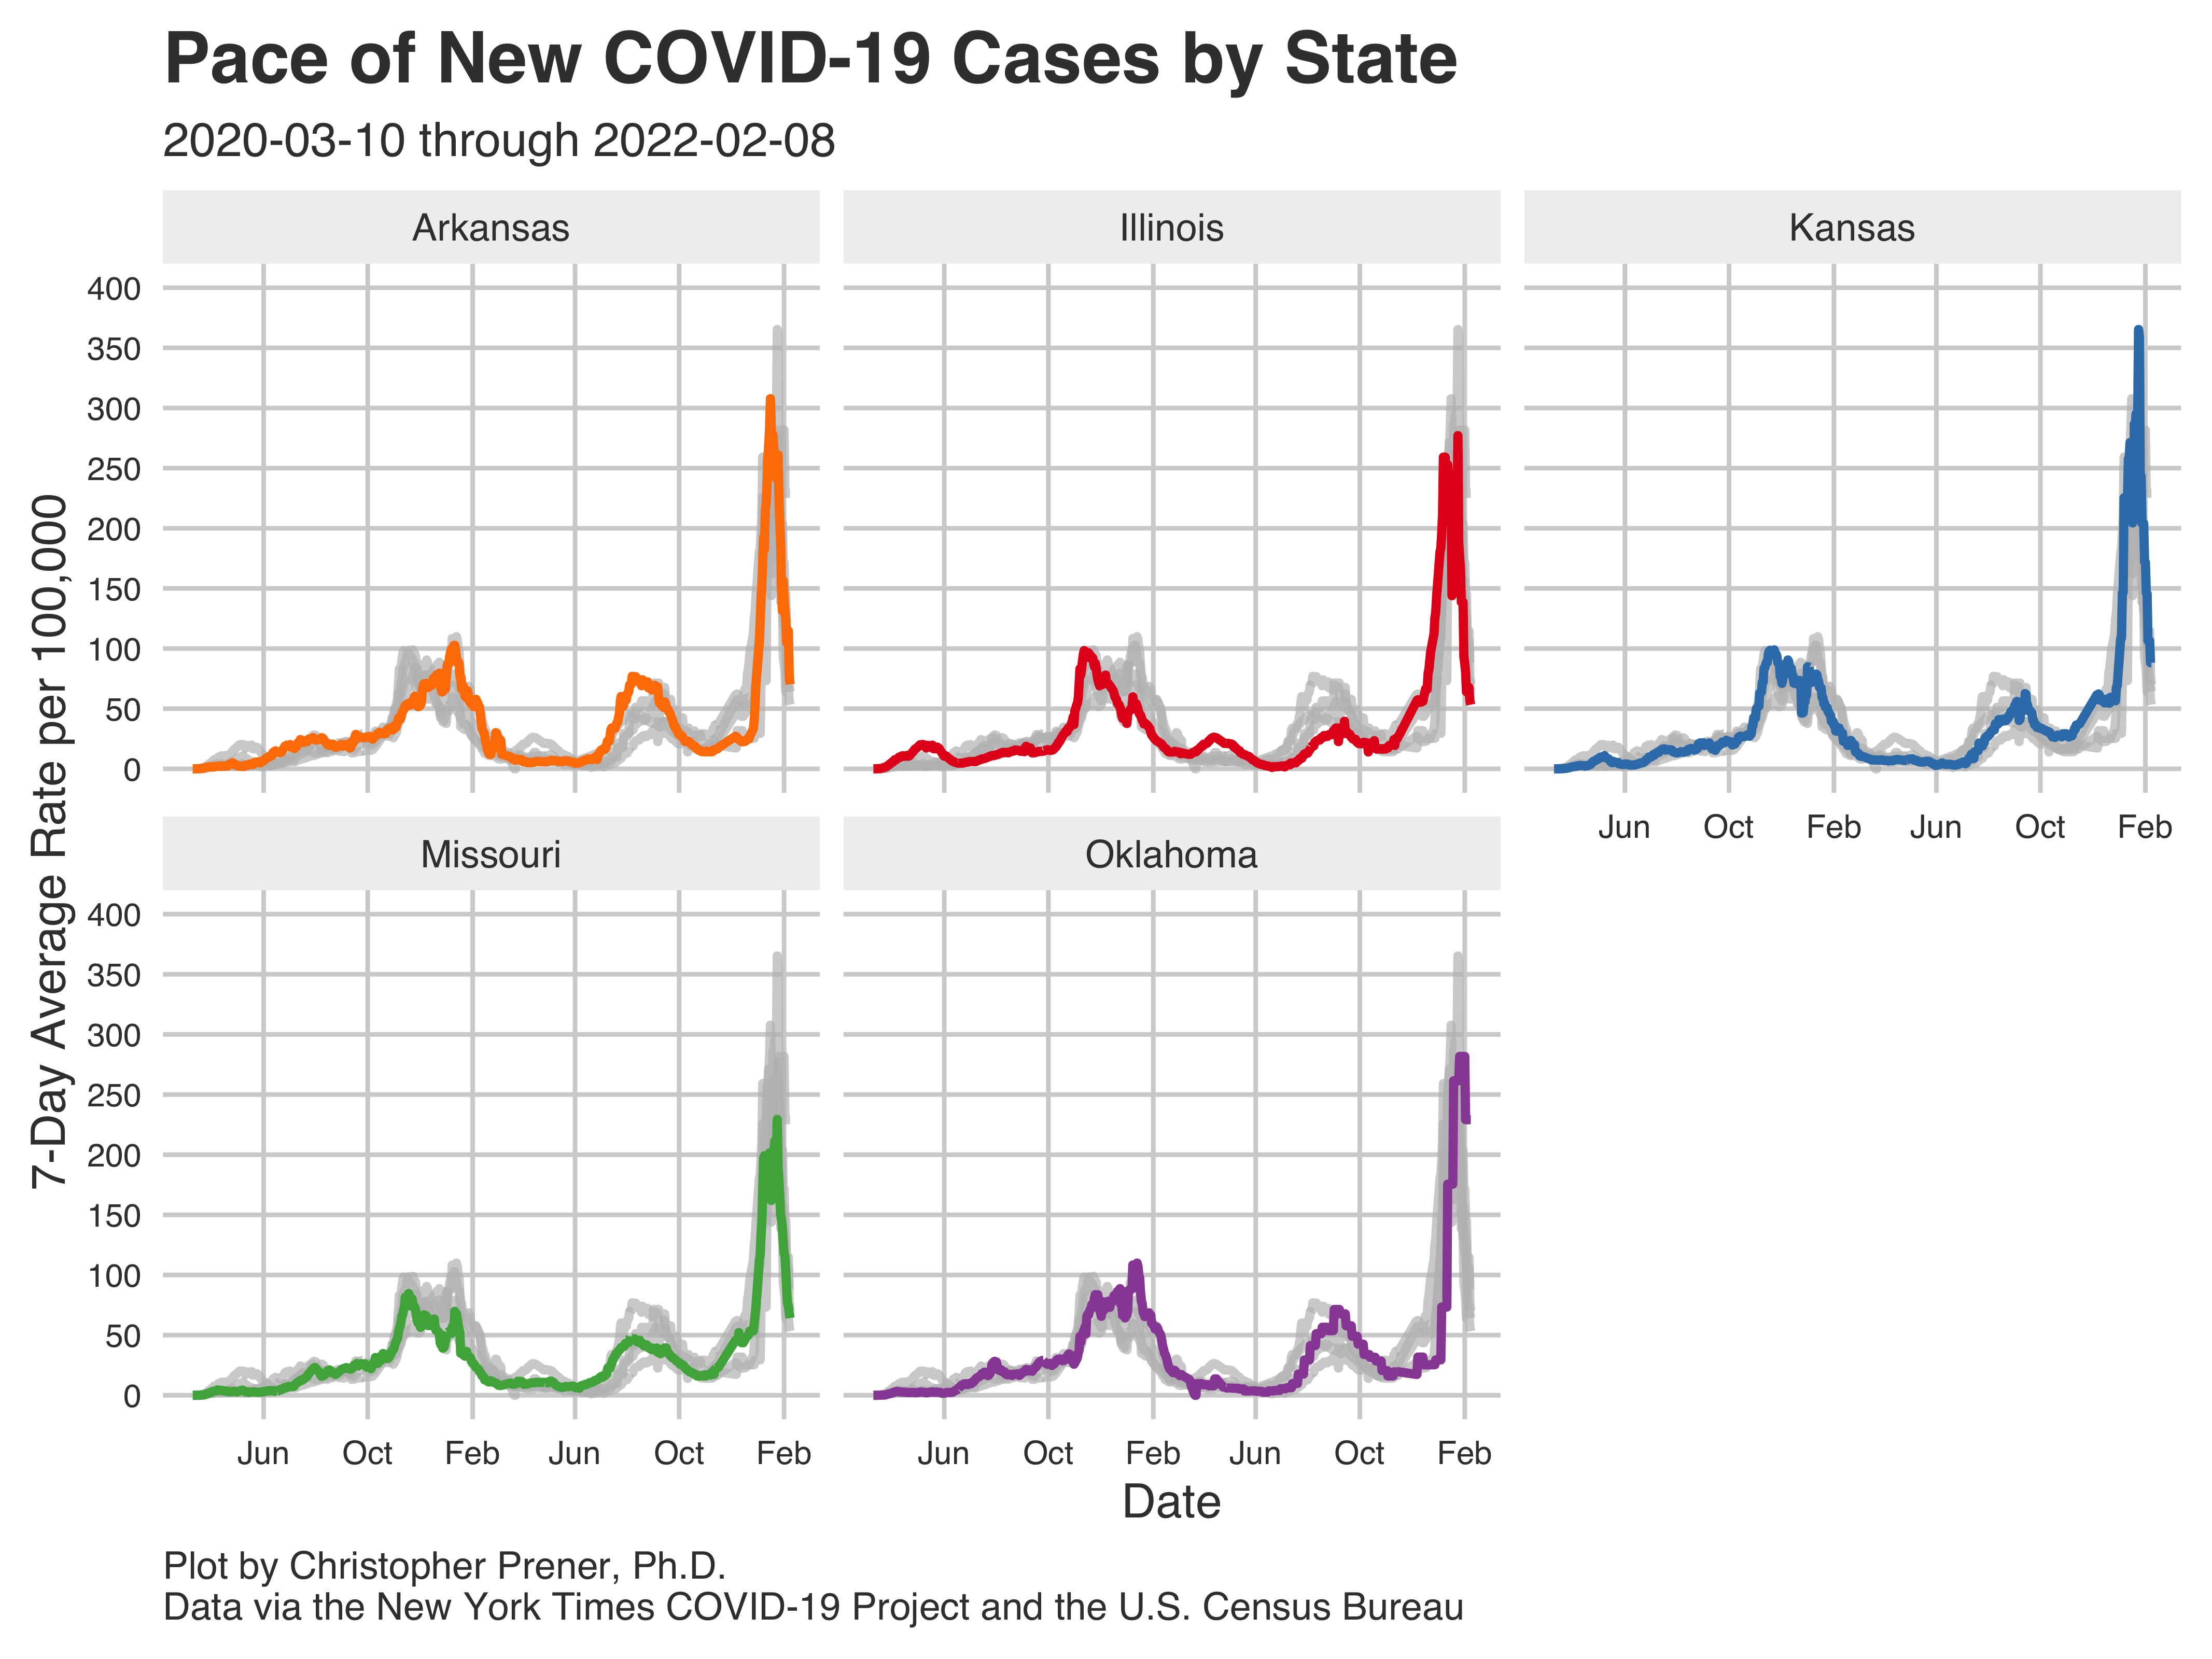 Pace of New COVID-19 Cases by State
2020-03-10 through 2022-02-08
Arkansas
Illinois
Kansas
400
350
300
250
200
150
100
50
0
Jun Oct Feb Jun Oct Feb
Missouri
Oklahoma
400
350
300
250
200
150
100
50
0
Jun Oct Feb Jun Oct Feb
Jun Oct Feb Jun Oct Feb
7-Day Average Rate per 100,000
Date
Plot by Christopher Prener, Ph.D.
Data via the New York Times COVID-19 Project and the U.S. Census Bureau